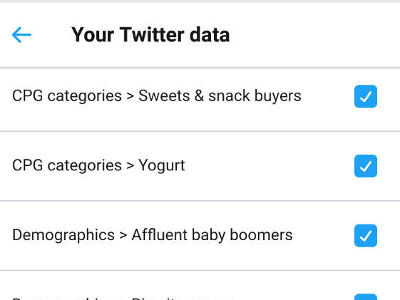 Your Twitter data
CPG categories > Sweets & snack buyers
CPG categories > Yogurt
Demographics > Affluent baby boomers